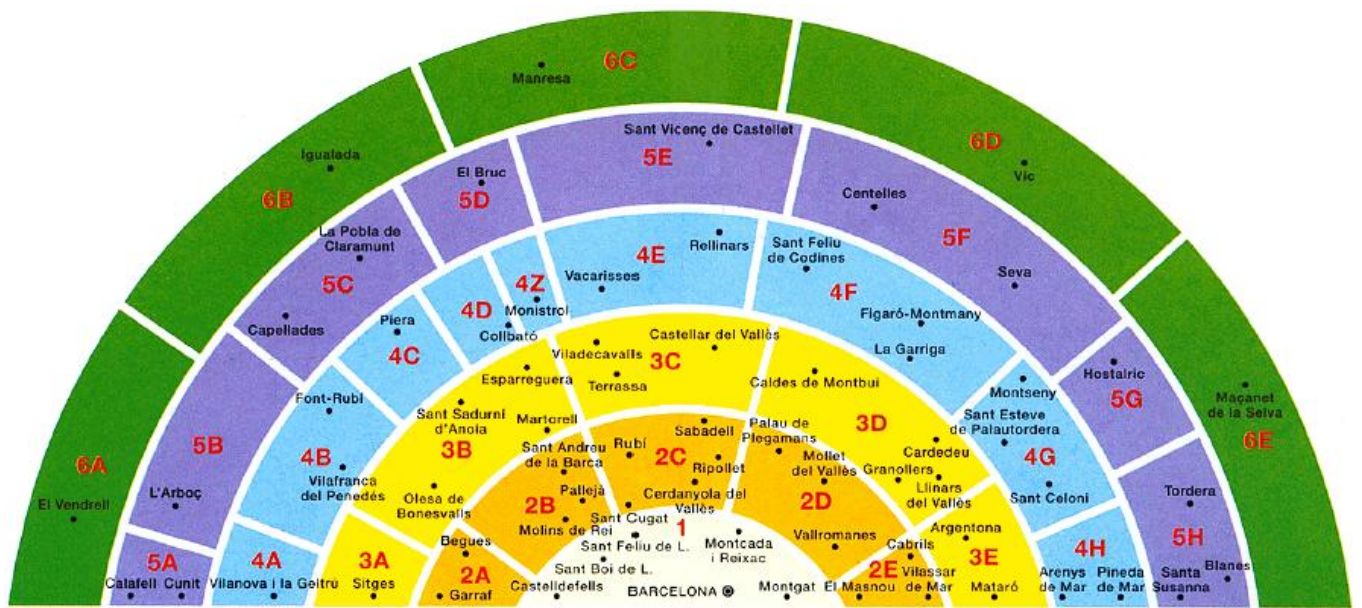 6C
Manresa
Sant Vicenç de Castellet
5E
6D
Vic
Igualada
6B
El Bruc
5D
Centelles
5F
La Pobla de
Claramunt
5C
Rellinars
4E
Sant Feliu
de Codines
Seva
4Z
Monistrol
Vacarisses
4F
4D
Collbató
Capellades
Piera
4C
Figaró-Montmany
La Garriga
Castellar del Vallès
Viladecavalls
3C
Terrassa
Esparreguera
Caldes de Montbui
Hostalric
5G
Montseny
Maçanet
de la Selva
6E
Font-Rubí
Sant Sadurní
d'Anoia
Martorell
3B
3D
Sabadell
Rubí
Palau de
Plegamans
Sant Esteve
de Palautordera
4G
5B
4B
Sant Andreu
de la Barca
2C
Ripollet
Mollet
del Vallès
Cardedeu
Granollers
Llinars
del Vallès
6A
El Vendrell
L'Arboç
Vilafranca
del Penedés
Olesa de
Bonesvalls
Pallejà
2B
Molins de Rei
Cerdanyola del
Vallès
2D
Sant Celoni
Tordera
Sant Cugat
1
Sant Feliu de L.
Montcada
i Reixac
Vallromanes
Argentona
3E
5H
Begues
2A
Sant Boi de L.
Cabrils
4H
5A
Calafell
Cunit
4A
Vilanova i la Geltrú
3A
Sitges
Garraf
Castelldefells
BARCELONA
Montgat
El Masnou
2E
Vilassar
de Mar
Mataró
Arenys
de Mar
Pineda
de Mar
Santa
Susanna
Blanes